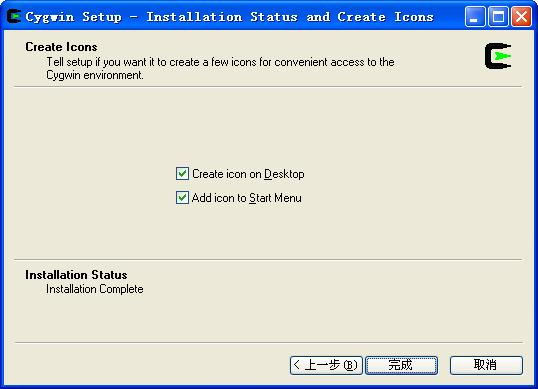 Cygwin Setup - Installation Status and Create Icons
Create Icons
Tell setup if you want it to create a few icons for convenient access to the
Cygwin environment.
Create icon on Desktop
Add icon to Start Menu
Installation Status
Installation Complete
< 上一步(B) 完成 取消